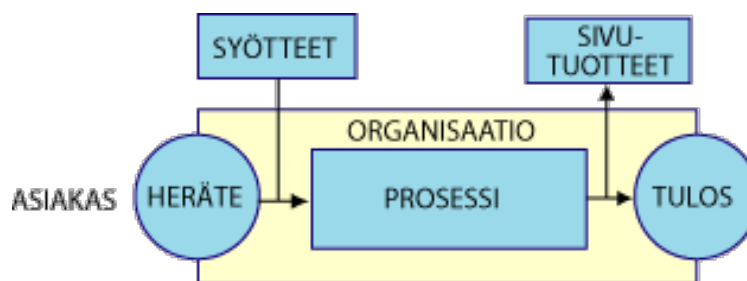 SYÖTTEET
SIVU-
TUOTTEET
ORGANISAATIO
ASIAKAS
HERÄTE
PROSESSI
TULOS